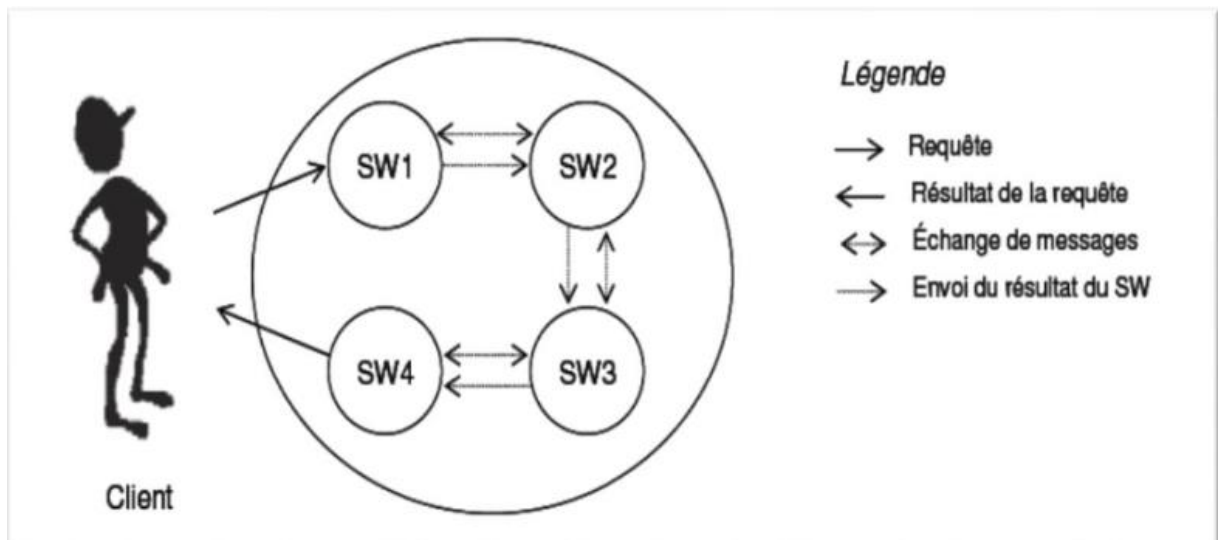 Légende
SW1
SW2
Requête
Résultat de la requête
Échange de messages
Envoi du résultat du SW
SW4
SW3
Client